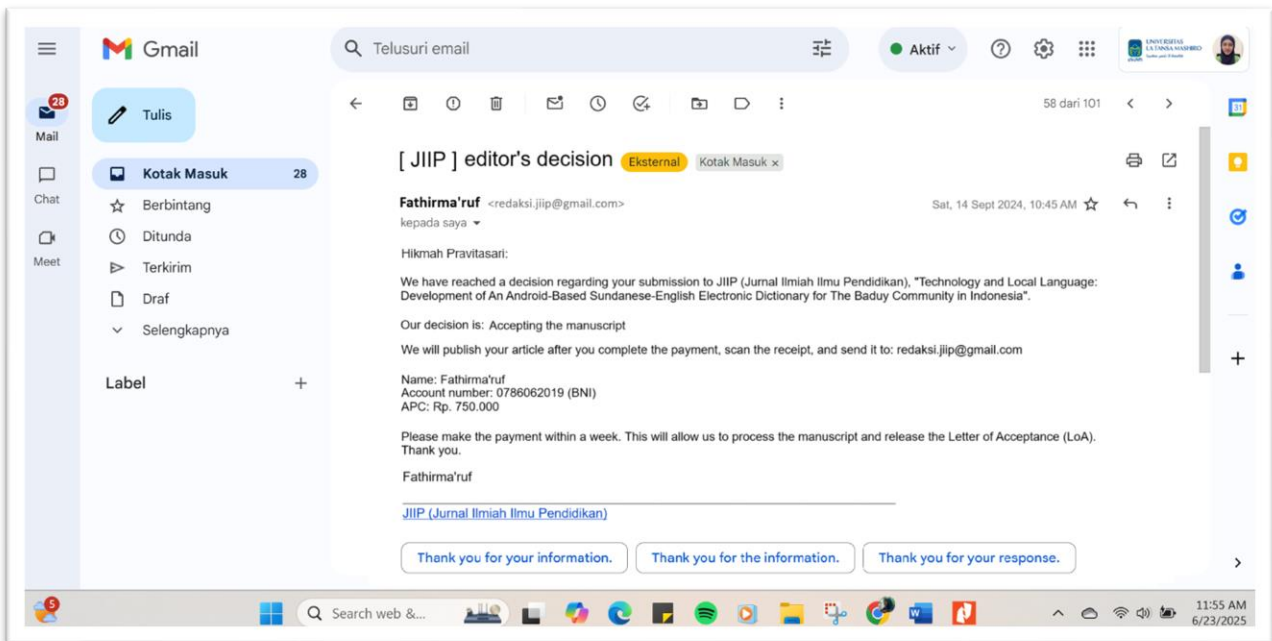 Gmail
Telusuri email
Aktif
UNIVERSITAS
LA TANSA MASHIRO
28
Mail
Tulis
58 dari 101
Chat
Meet
Kotak Masuk 28
Berbintang
Ditunda
Terkirim
Draf
Selengkapnya
Label
[ JIIP ] editor's decision Eksternal Kotak Masuk x
Fathirma'ruf <redaksi.jiip@gmail.com> Sat, 14 Sept 2024, 10:45 AM
kepada saya
Hikmah Pravitasari:
We have reached a decision regarding your submission to JIIP (Jurnal Ilmiah Ilmu Pendidikan), "Technology and Local Language:
Development of An Android-Based Sundanese-English Electronic Dictionary for The Baduy Community in Indonesia".
Our decision is: Accepting the manuscript
We will publish your article after you complete the payment, scan the receipt, and send it to: redaksi.jiip@gmail.com
Name: Fathirma'ruf
Account number: 0786062019 (BNI)
APC: Rp. 750.000
Please make the payment within a week. This will allow us to process the manuscript and release the Letter of Acceptance (LoA).
Thank you.
Fathirma'ruf
JIIP (Jurnal Ilmiah Ilmu Pendidikan)
Thank you for your information.
Thank you for the information.
Thank you for your response.
31
5
Search web &...
11:55 AM
6/23/2025